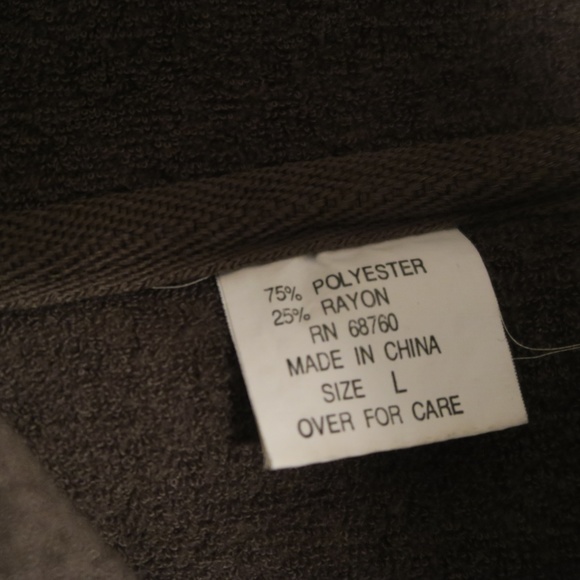 75% POLYESTER
25% RAYON
RN 68760
MADE IN CHINA
SIZE L
OVER FOR CARE